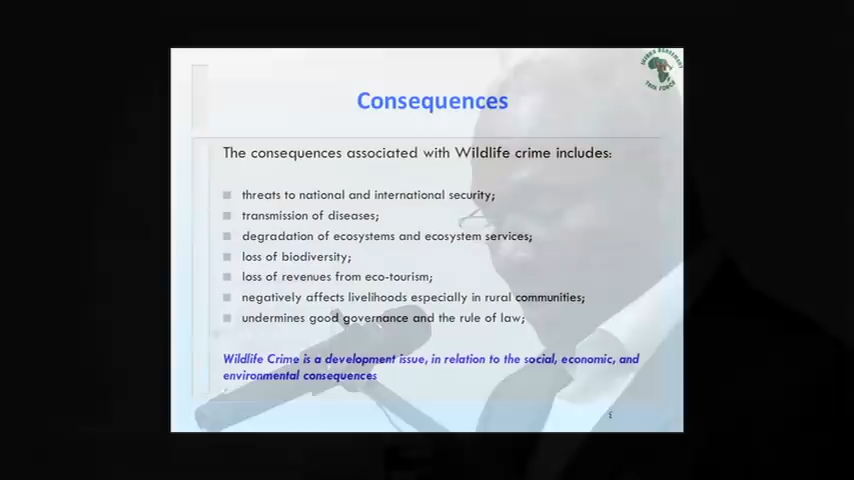 Consequences
The consequences associated with Wildlife crime includes:
threats to national and international security;
transmission of diseases;
degradation of ecosystems and ecosystem services;
loss of biodiversity;
loss of revenues from eco-tourism;
negatively affects livelihoods especially in rural communities;
undermines good governance and the rule of law;
Wildlife Crime is a development issue, in relation to the social, economic, and
environmental consequences